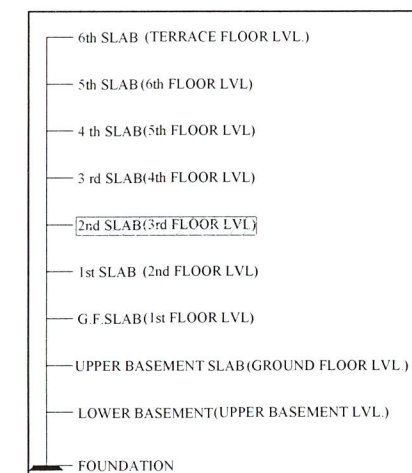 6th SLAB (TERRACE FLOOR LVL.)
5th SLAB(6th FLOOR LVL)
4 th SLAB(5th FLOOR LVL)
3 rd SLAB(4th FLOOR LVL)
2nd SLAB(3rd FLOOR LVL)
1st SLAB (2nd FLOOR LVL)
G.F.SLAB(1st FLOOR LVL)
UPPER BASEMENT SLAB(GROUND FLOOR LVL.)
LOWER BASEMENT(UPPER BASEMENT LVL.)
FOUNDATION